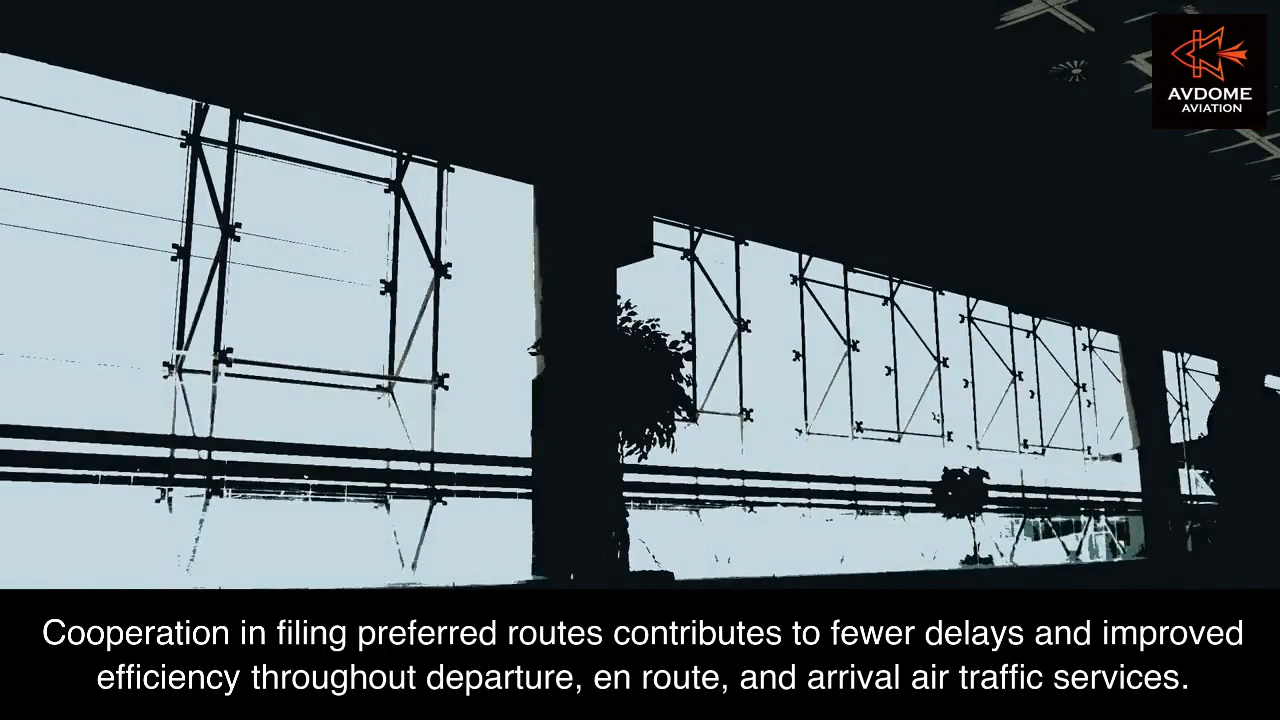 AVDOME
AVIATION
Cooperation in filing preferred routes contributes to fewer delays and improved
efficiency throughout departure, en route, and arrival air traffic services.